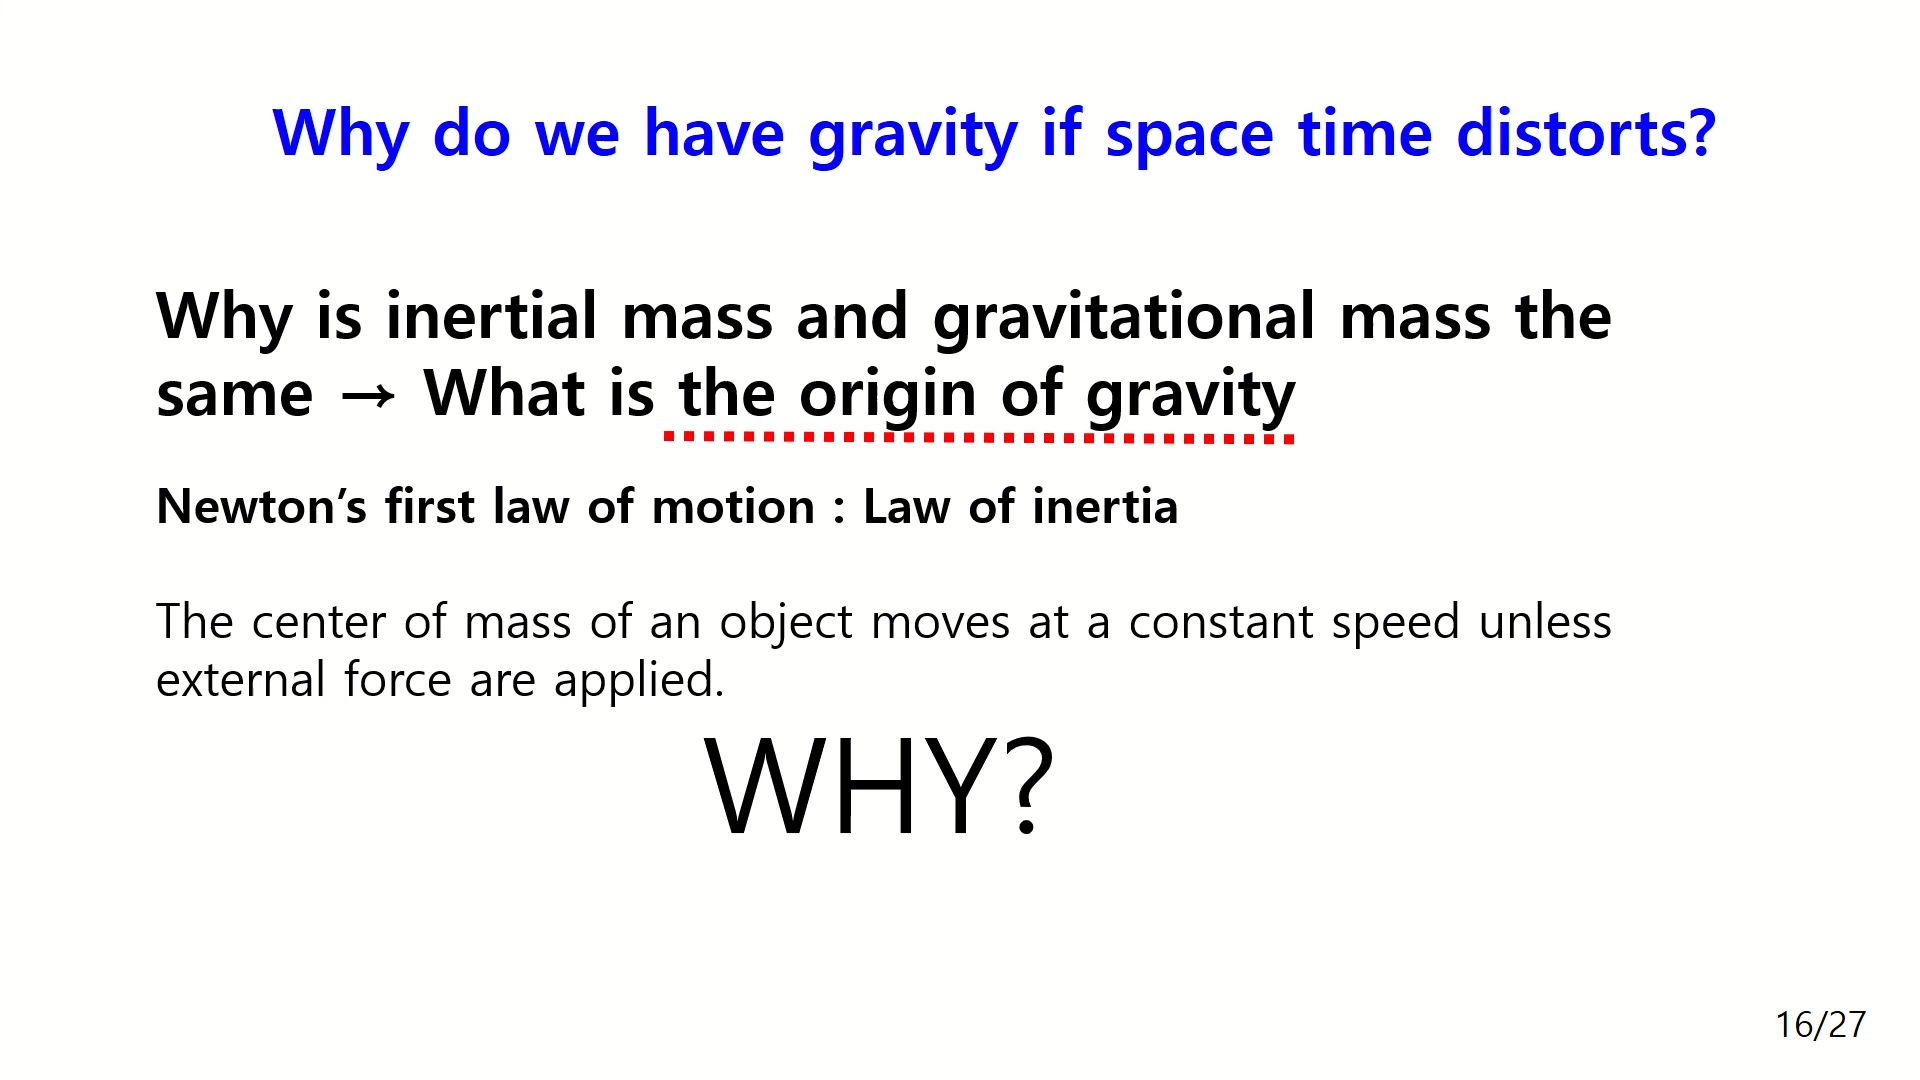 Why do we have gravity if space time distorts?
Why is inertial mass and gravitational mass the
same → What is the origin of gravity
Newton’s first law of motion : Law of inertia
The center of mass of an object moves at a constant speed unless
external force are applied.
WHY?
16/27